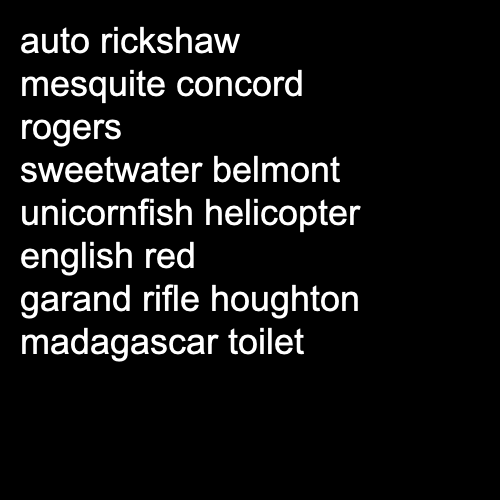 auto rickshaw
mesquite concord
rogers
sweetwater belmont
unicornfish helicopter
english red
garand rifle houghton
madagascar toilet